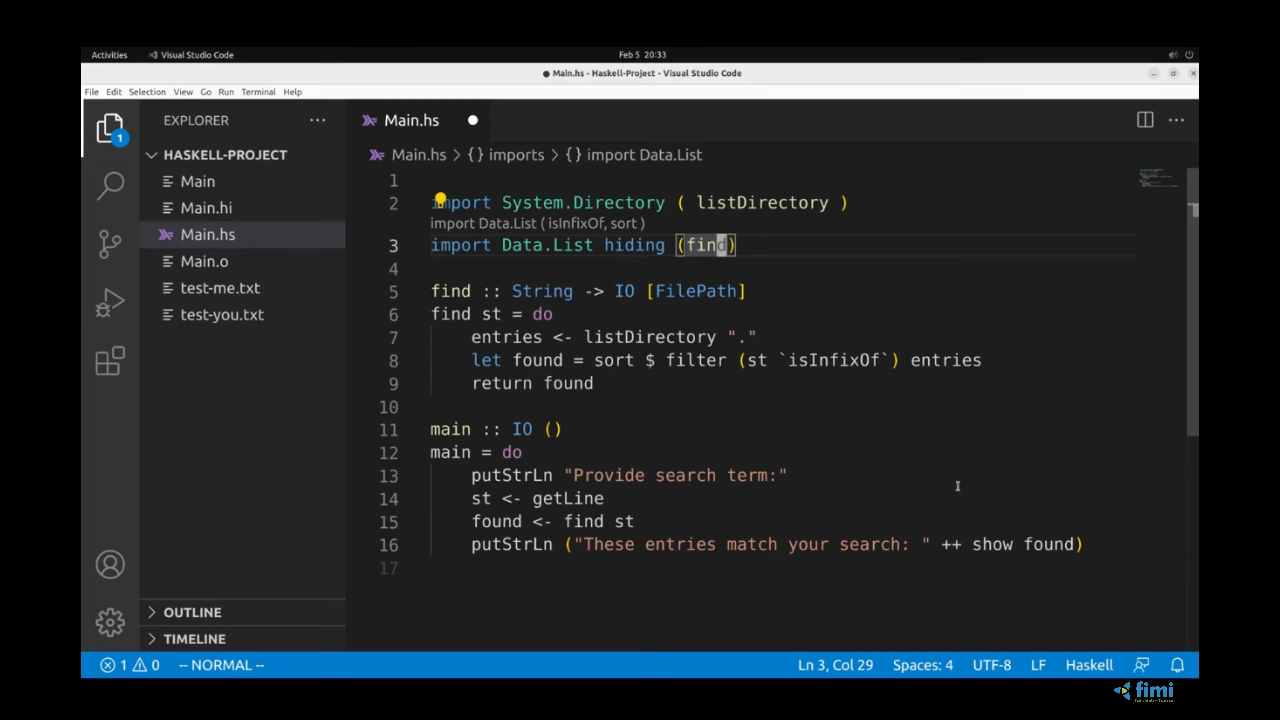 Activities
Visual Studio Code
Feb 5 20:33
Main.hs - Haskell-Project - Visual Studio Code
File Edit Selection View Go Run Terminal Help
1
EXPLORER
HASKELL-PROJECT
Main
Main.hi
Main.hs
Main.o
test-me.txt
test-you.txt
OUTLINE
TIMELINE
Main.hs
Main.hs > {} imports > {} import Data.List
1
2 import System.Directory ( listDirectory )
import Data.List ( isInfixOf, sort )
3 import Data.List hiding (find)
4
5 find :: String -> IO [FilePath]
6 find st = do
7 entries <- listDirectory "."
8 let found = sort $ filter (st `isInfixOf`) entries
9 return found
10
11 main :: IO ()
12 main = do
13 putStrLn "Provide search term:"
14 st <- getLine
15 found <- find st
16 putStrLn ("These entries match your search: " ++ show found)
17
1 0 -- NORMAL --
Ln 3, Col 29
Spaces: 4
UTF-8
LF
Haskell
fimi